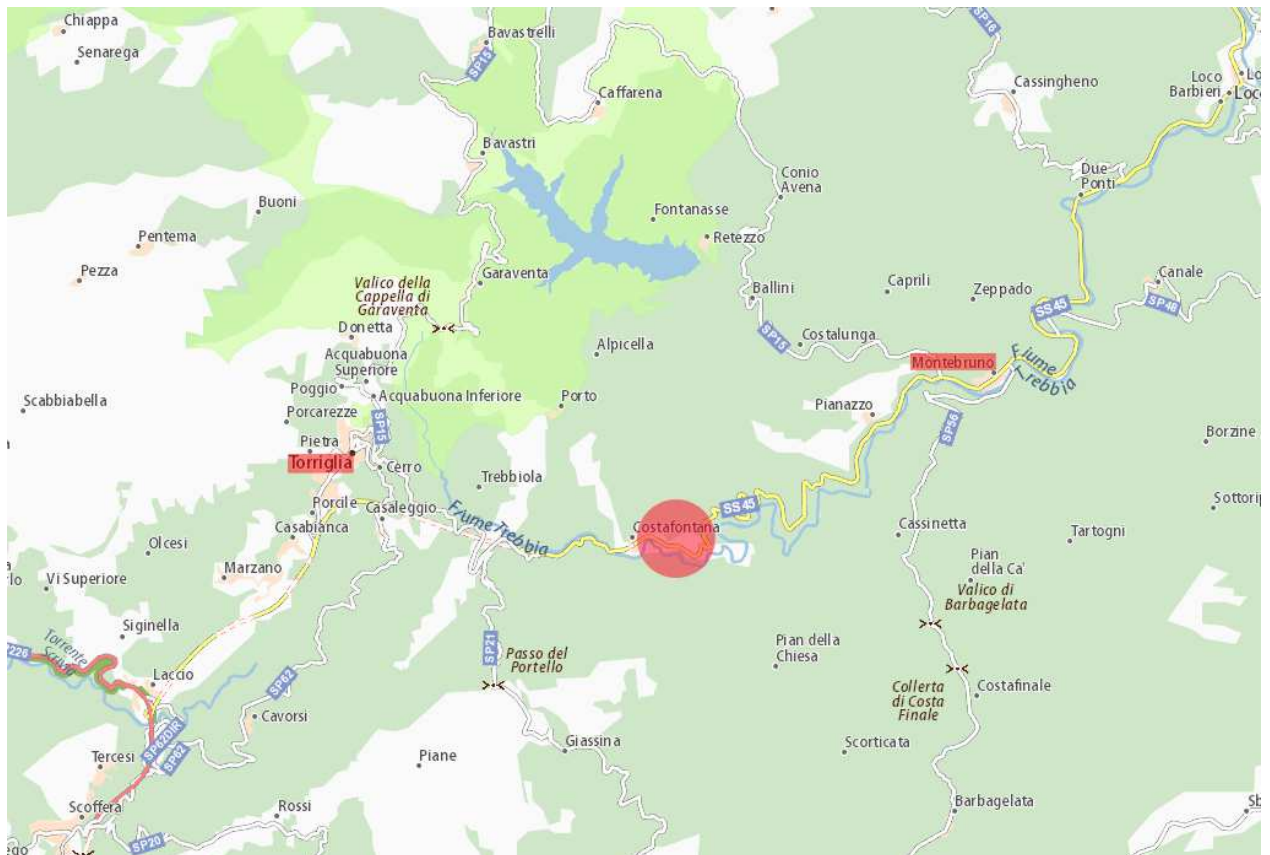 Chiappa
Senarega
Bavastrelli
SP15
Caffarena
SP16
Cassingheno
Loco
Barbieri
Bavastri
Conio
Avena
Due
Ponti
Buoni
Fontanasse
Retezzo
Pentema
Pezza
Garaventa
Valico della
Cappella di
Garaventa
Ballini
Caprili
Zeppado
Canale
SS45
SP48
Donetta
Acquabuona
Superiore
Alpicella
SP15
Costalunga
Montebruno
Fiume
Trebbia
Poggio
Acquabuona Inferiore
Scabbiabella
Porcarezze
SP15
Porto
Pianazzo
SP56
Pietra
Torriglia
Cerro
Trebbiola
Borzine
Porcile
Casaleggio
Fiume Trebbia
SS45
Casabianca
Costafontana
Cassinetta
Tartogni
Olcesi
Marzano
Pian
della Ca'
Vi Superiore
Valico di
Barbagelata
Siginella
Torrente
Scrivia
226
Laccio
SP21
Passo del
Portello
Pian della
Chiesa
SP62
Collerta
di Costa
Finale
Costafinale
Cavorsi
SP62DIR
SP62
Tercesi
Piane
Giassina
Scorticata
Scoffera
Rossi
Barbagelata
SP20